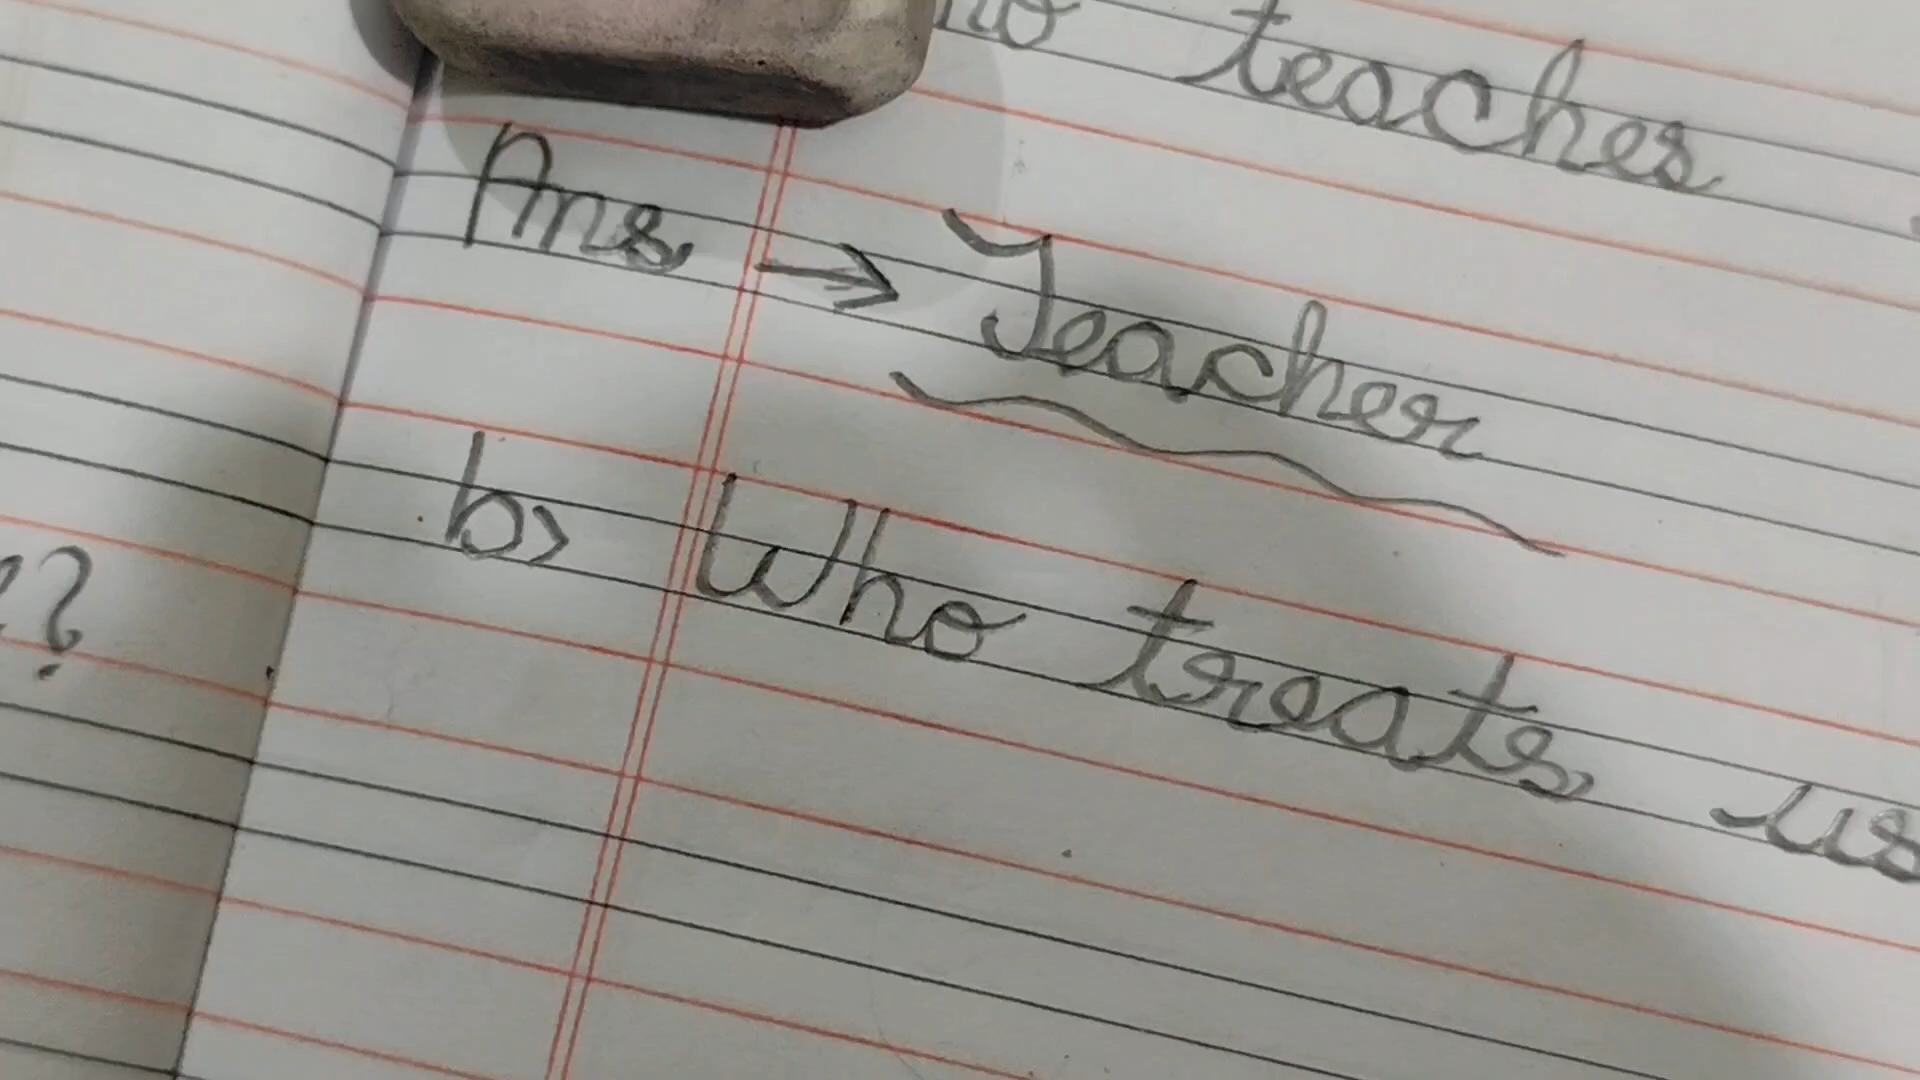 teaches
Ans → Teacher
b> Who treats us
?